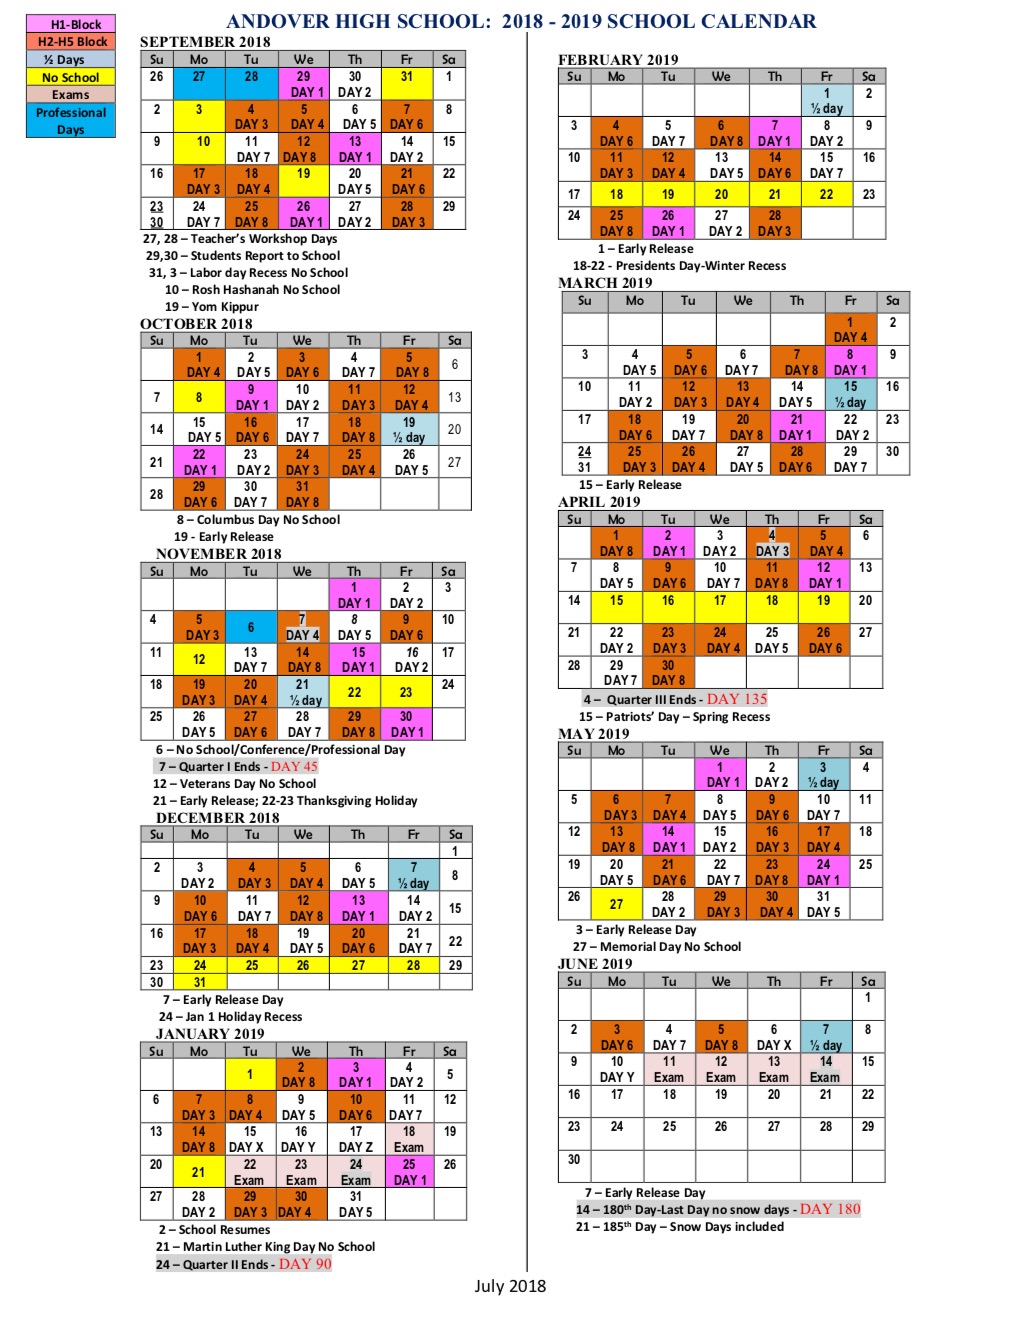 ANDOVER HIGH SCHOOL:  2018 - 2019 SCHOOL CALENDAR
H1-Block
H2-H5 Block
½ Days
No School
Exams
Professional
Days
SEPTEMBER 2018
Su Mo Tu We Th Fr Sa
26 27 28 29 30 31 1
DAY 1 DAY 2
2 3 4 5 6 7 8
DAY 3 DAY 4 DAY 5 DAY 6
9 10 11 12 13 14 15
DAY 7 DAY 8 DAY 1 DAY 2
16 17 18 19 20 21 22
DAY 3 DAY 4 DAY 5 DAY 6
23 24 25 26 27 28 29
30 DAY 7 DAY 8 DAY 1 DAY 2 DAY 3
27, 28 – Teacher's Workshop Days
29,30 – Students Report to School
31, 3 – Labor day Recess No School
10 – Rosh Hashanah No School
19 – Yom Kippur
OCTOBER 2018
Su Mo Tu We Th Fr Sa
1 2 3 4 5 6
DAY 4 DAY 5 DAY 6 DAY 7 DAY 8
7 8 9 10 11 12 13
DAY 1 DAY 2 DAY 3 DAY 4
14 15 16 17 18 19 20
DAY 5 DAY 6 DAY 7 DAY 8 ½ day
21 22 23 24 25 26 27
DAY 1 DAY 2 DAY 3 DAY 4 DAY 5
28 29 30 31
DAY 6 DAY 7 DAY 8
8 – Columbus Day No School
19 - Early Release
NOVEMBER 2018
Su Mo Tu We Th Fr Sa
1 2 3
DAY 1 DAY 2
4 5 6 7 8 9 10
DAY 3 DAY 4 DAY 5 DAY 6
11 12 13 14 15 16 17
DAY 7 DAY 8 DAY 1 DAY 2
18 19 20 21 22 23 24
DAY 3 DAY 4 ½ day
25 26 27 28 29 30
DAY 5 DAY 6 DAY 7 DAY 8 DAY 1
6 – No School/Conference/Professional Day
7 – Quarter I Ends - DAY 45
12 – Veterans Day No School
21 – Early Release; 22-23 Thanksgiving Holiday
DECEMBER 2018
Su Mo Tu We Th Fr Sa
1
2 3 4 5 6 7 8
DAY 2 DAY 3 DAY 4 DAY 5 ½ day
9 10 11 12 13 14 15
DAY 6 DAY 7 DAY 8 DAY 1 DAY 2
16 17 18 19 20 21 22
DAY 3 DAY 4 DAY 5 DAY 6 DAY 7
23 24 25 26 27 28 29
30 31
7 – Early Release Day
24 – Jan 1 Holiday Recess
JANUARY 2019
Su Mo Tu We Th Fr Sa
1 2 3 4 5
DAY 8 DAY 1 DAY 2
6 7 8 9 10 11 12
DAY 3 DAY 4 DAY 5 DAY 6 DAY 7
13 14 15 16 17 18 19
DAY 8 DAY X DAY Y DAY Z Exam
20 21 22 23 24 25 26
Exam Exam Exam DAY 1
27 28 29 30 31
DAY 2 DAY 3 DAY 4 DAY 5
2 – School Resumes
21 – Martin Luther King Day No School
24 – Quarter II Ends - DAY 90
FEBRUARY 2019
Su Mo Tu We Th Fr Sa
1 2
½ day
3 4 5 6 7 8 9
DAY 6 DAY 7 DAY 8 DAY 1 DAY 2
10 11 12 13 14 15 16
DAY 3 DAY 4 DAY 5 DAY 6 DAY 7
17 18 19 20 21 22 23
24 25 26 27 28
DAY 8 DAY 1 DAY 2 DAY 3
1 – Early Release
18-22 - Presidents Day-Winter Recess
MARCH 2019
Su Mo Tu We Th Fr Sa
1 2
DAY 4
3 4 5 6 7 8 9
DAY 5 DAY 6 DAY 7 DAY 8 DAY 1
10 11 12 13 14 15 16
DAY 2 DAY 3 DAY 4 DAY 5 ½ day
17 18 19 20 21 22 23
DAY 6 DAY 7 DAY 8 DAY 1 DAY 2
24 25 26 27 28 29 30
31 DAY 3 DAY 4 DAY 5 DAY 6 DAY 7
15 – Early Release
APRIL 2019
Su Mo Tu We Th Fr Sa
1 2 3 4 5 6
DAY 8 DAY 1 DAY 2 DAY 3 DAY 4
7 8 9 10 11 12 13
DAY 5 DAY 6 DAY 7 DAY 8 DAY 1
14 15 16 17 18 19 20
21 22 23 24 25 26 27
DAY 2 DAY 3 DAY 4 DAY 5 DAY 6
28 29 30
DAY 7 DAY 8
4 – Quarter III Ends - DAY 135
15 – Patriots' Day – Spring Recess
MAY 2019
Su Mo Tu We Th Fr Sa
1 2 3 4
DAY 1 DAY 2 ½ day
5 6 7 8 9 10 11
DAY 3 DAY 4 DAY 5 DAY 6 DAY 7
12 13 14 15 16 17 18
DAY 8 DAY 1 DAY 2 DAY 3 DAY 4
19 20 21 22 23 24 25
DAY 5 DAY 6 DAY 7 DAY 8 DAY 1
26 27 28 29 30 31
DAY 2 DAY 3 DAY 4 DAY 5
3 – Early Release Day
27 – Memorial Day No School
JUNE 2019
Su Mo Tu We Th Fr Sa
1
2 3 4 5 6 7 8
DAY 6 DAY 7 DAY 8 DAY X ½ day
9 10 11 12 13 14 15
DAY Y Exam Exam Exam Exam
16 17 18 19 20 21 22
23 24 25 26 27 28 29
30
7 – Early Release Day
14 – 180th Day-Last Day no snow days - DAY 180
21 – 185th Day – Snow Days included
July 2018